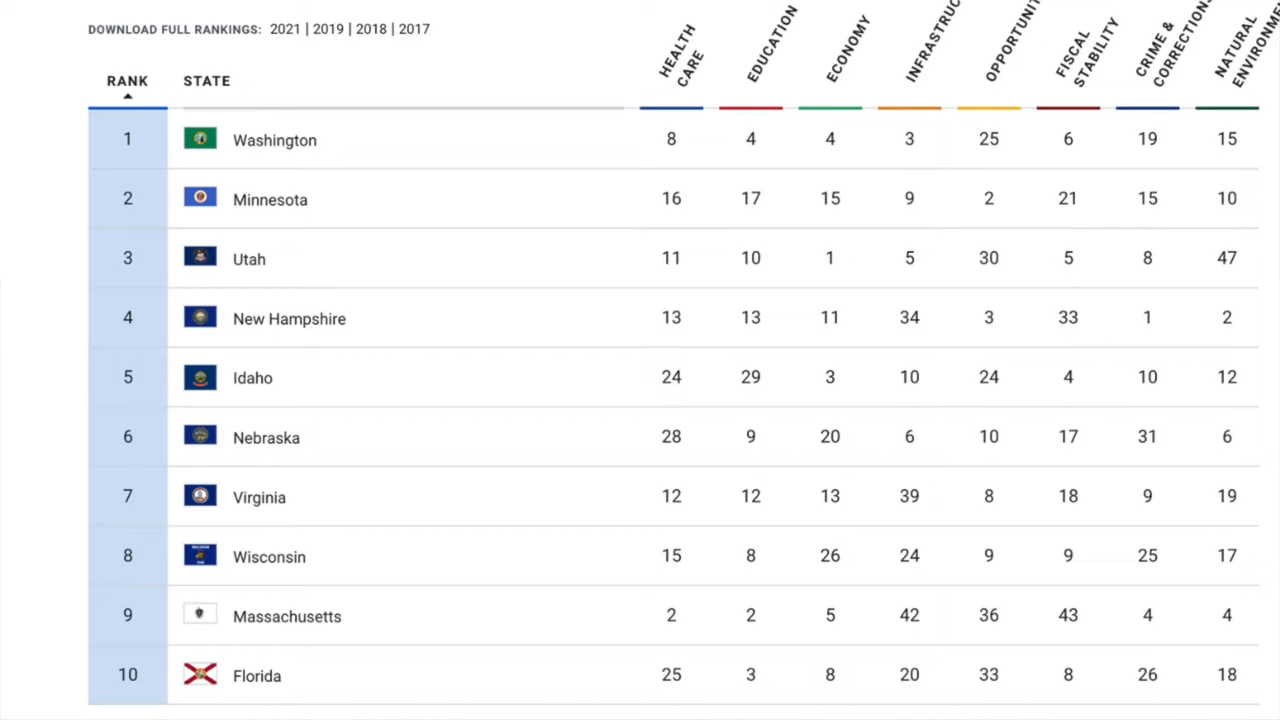 DOWNLOAD FULL RANKINGS: 2021 | 2019 | 2018 | 2017
RANK STATE HEALTH CARE EDUCATION ECONOMY INFRASTRUC OPPORTUNI FISCAL STABILITY CRIME & CORRECTIONS NATURAL ENVIRONME
1 Washington 8 4 4 3 25 6 19 15
2 Minnesota 16 17 15 9 2 21 15 10
3 Utah 11 10 1 5 30 5 8 47
4 New Hampshire 13 13 11 34 3 33 1 2
5 Idaho 24 29 3 10 24 4 10 12
6 Nebraska 28 9 20 6 10 17 31 6
7 Virginia 12 12 13 39 8 18 9 19
8 Wisconsin 15 8 26 24 9 9 25 17
9 Massachusetts 2 2 5 42 36 43 4 4
10 Florida 25 3 8 20 33 8 26 18